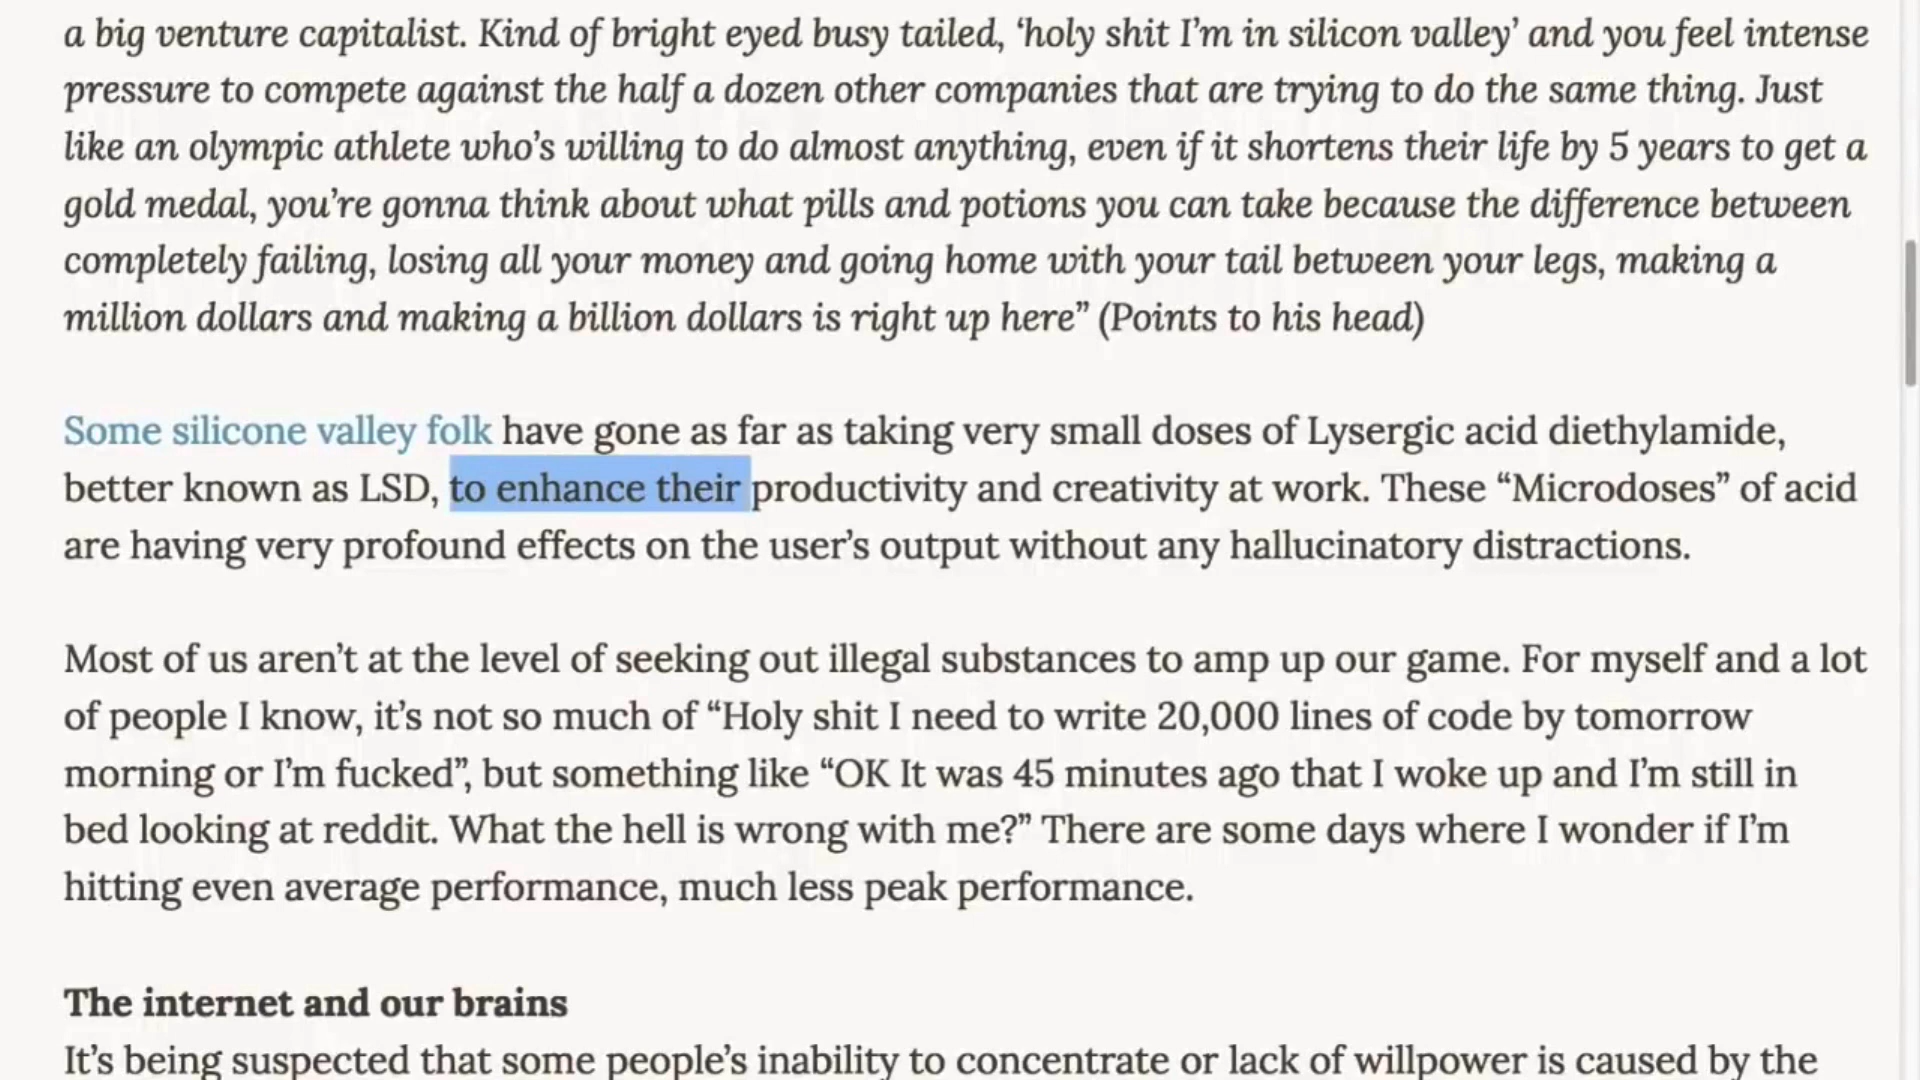 a big venture capitalist. Kind of bright eyed busy tailed, ‘holy shit I’m in silicon valley’ and you feel intense
pressure to compete against the half a dozen other companies that are trying to do the same thing. Just
like an olympic athlete who’s willing to do almost anything, even if it shortens their life by 5 years to get a
gold medal, you’re gonna think about what pills and potions you can take because the difference between
completely failing, losing all your money and going home with your tail between your legs, making a
million dollars and making a billion dollars is right up here” (Points to his head)
Some silicone valley folk have gone as far as taking very small doses of Lysergic acid diethylamide,
better known as LSD, to enhance their productivity and creativity at work. These “Microdoses” of acid
are having very profound effects on the user’s output without any hallucinatory distractions.
Most of us aren’t at the level of seeking out illegal substances to amp up our game. For myself and a lot
of people I know, it’s not so much of “Holy shit I need to write 20,000 lines of code by tomorrow
morning or I’m fucked”, but something like “OK It was 45 minutes ago that I woke up and I’m still in
bed looking at reddit. What the hell is wrong with me?” There are some days where I wonder if I’m
hitting even average performance, much less peak performance.
The internet and our brains
It’s being suspected that some people’s inability to concentrate or lack of willpower is caused by the